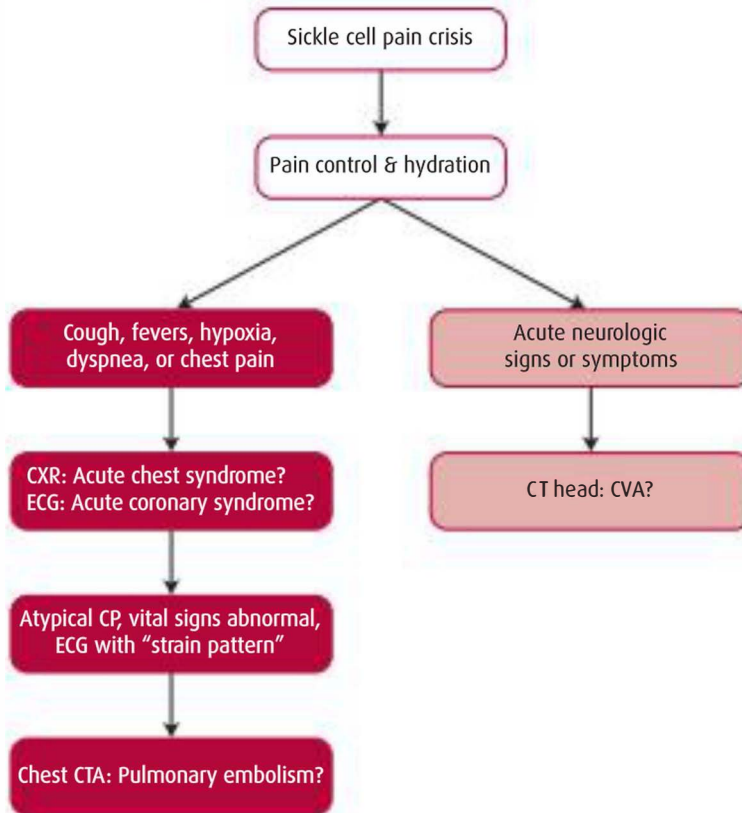 Sickle cell pain crisis
Pain control & hydration
Cough, fevers, hypoxia,
dyspnea, or chest pain
Acute neurologic
signs or symptoms
CXR: Acute chest syndrome?
ECG: Acute coronary syndrome?
CT head: CVA?
Atypical CP, vital signs abnormal,
ECG with “strain pattern”
Chest CTA: Pulmonary embolism?